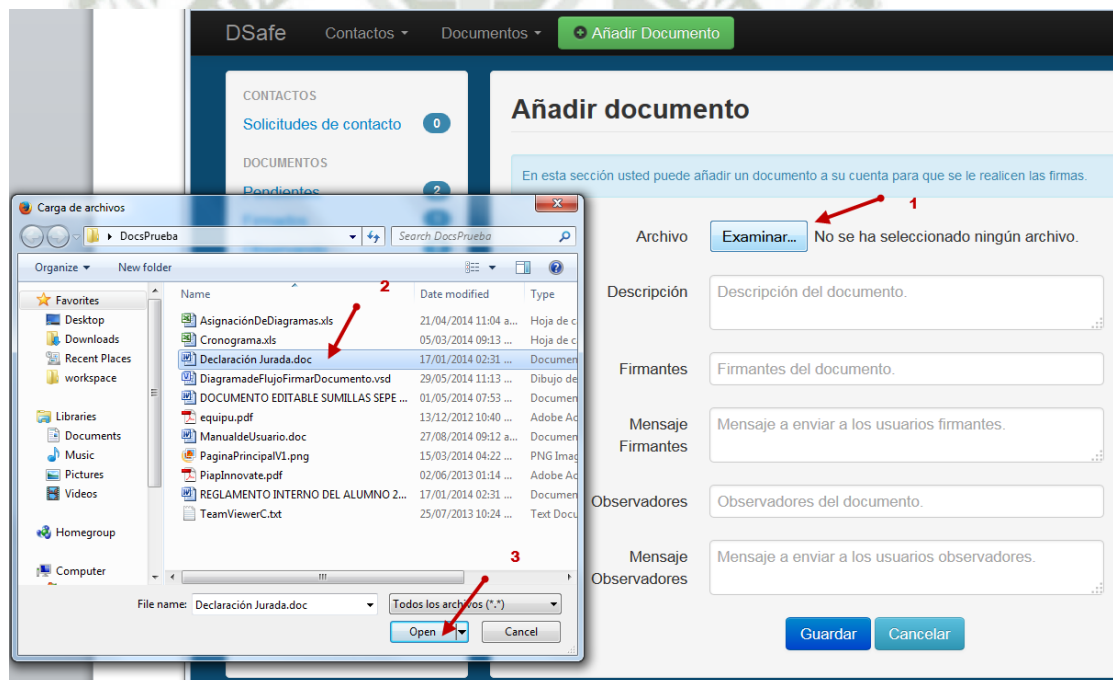 DSafe Contactos Documentos Añadir Documento
CONTACTOS
Solicitudes de contacto 0
DOCUMENTOS
Pendientes 2
Añadir documento
En esta sección usted puede añadir un documento a su cuenta para que se le realicen las firmas.
1
Archivo Examinar... No se ha seleccionado ningún archivo.
Descripción Descripción del documento.
Firmantes Firmantes del documento.
Mensaje Firmantes Mensaje a enviar a los usuarios firmantes.
Observadores Observadores del documento.
Mensaje Observadores Mensaje a enviar a los usuarios observadores.
Guardar Cancelar
Carga de archivos
DocsPrueba Search DocsPrueba
Organize New folder
2
Favorites
Desktop
Downloads
Recent Places
workspace
Libraries
Documents
Music
Pictures
Videos
Homegroup
Computer
Name Date modified Type
AsignaciónDeDiagramas.xls 21/04/2014 11:04 a... Hoja de c
Cronograma.xls 05/03/2014 09:13 ... Hoja de c
Declaración Jurada.doc 17/01/2014 02:31 ... Documen
DiagramadeFlujoFirmarDocumento.vsd 29/05/2014 11:13 ... Dibujo de
DOCUMENTO EDITABLE SUMILLAS SEPE ... 01/05/2014 07:53 ... Documen
equipu.pdf 13/12/2012 10:40 ... Adobe Ac
ManualdeUsuario.doc 27/08/2014 09:12 a... Documen
PaginaPrincipalV1.png 15/03/2014 04:22 ... PNG Imag
PiapInnovate.pdf 02/06/2013 01:14 ... Adobe Ac
REGLAMENTO INTERNO DEL ALUMNO 2... 17/01/2014 02:31 ... Documen
TeamViewerC.txt 25/07/2013 10:24 ... Text Docu
3
File name: Declaración Jurada.doc Todos los archivos (*.*)
Open Cancel